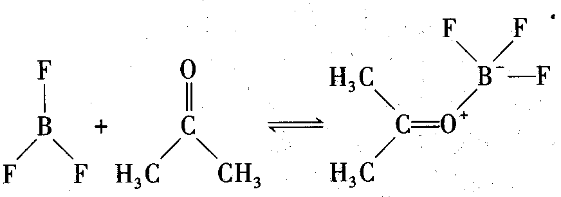 F F
O
F H₃C B⁻ F
B + C ⇌ C O⁺
F F H₃C CH₃ H₃C